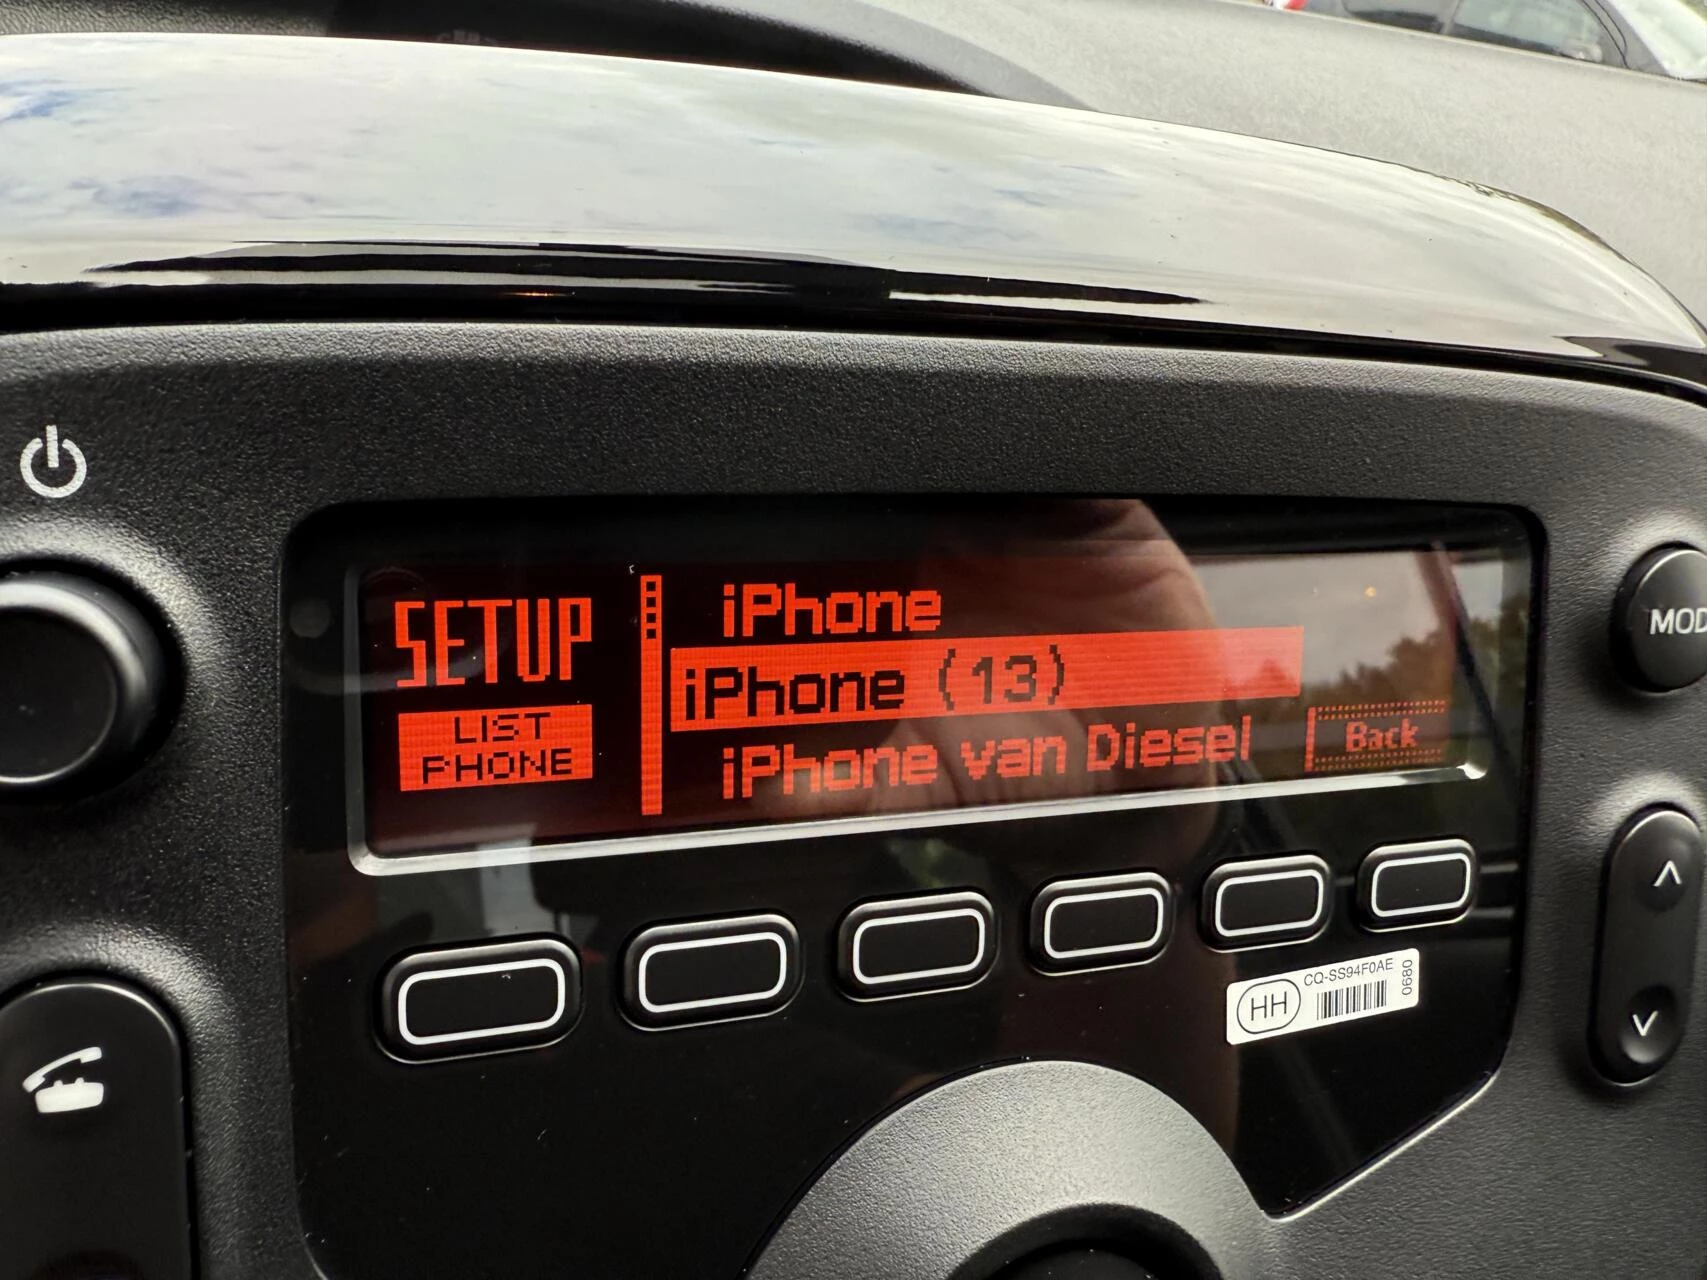 SETUP
LIST
PHONE
iPhone
iPhone (13)
iPhone van Diesel
Back
MOD
HH
CQ-SS94F0AE
0680